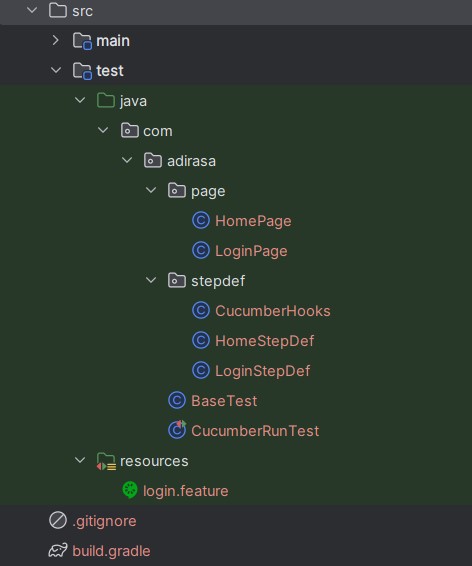 src
main
test
java
com
adirasa
page
HomePage
LoginPage
stepdef
CucumberHooks
HomeStepDef
LoginStepDef
BaseTest
CucumberRunTest
resources
login.feature
.gitignore
build.gradle